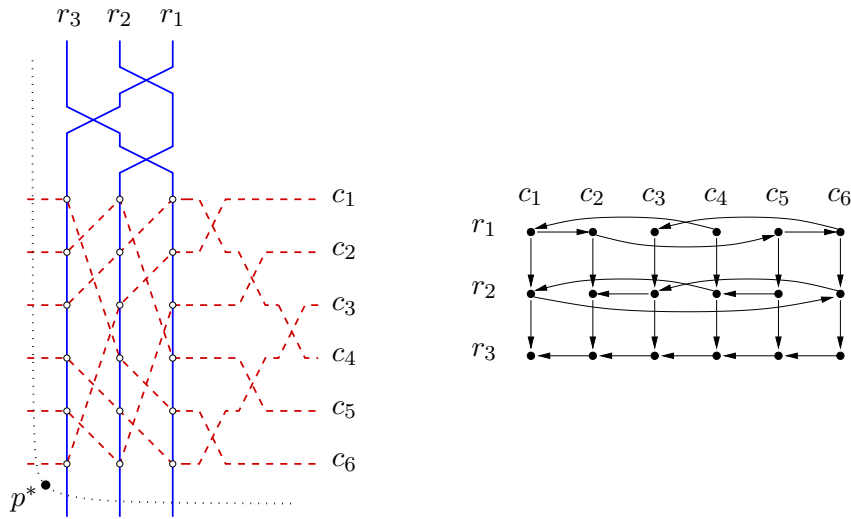 r₃ r₂ r₁
c₁
c₂
c₃
c₄
c₅
c₆
p*
c₁ c₂ c₃ c₄ c₅ c₆
r₁
r₂
r₃